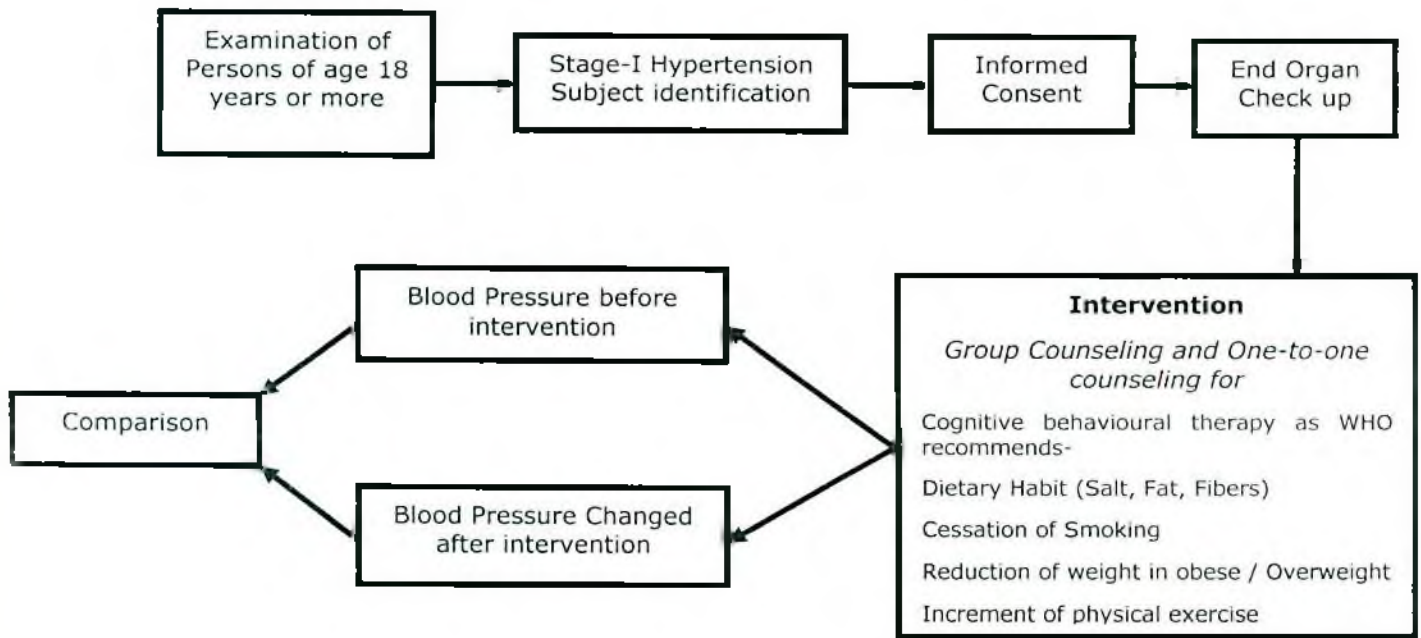 Examination of
Persons of age 18
years or more
Stage-I Hypertension
Subject identification
Informed
Consent
End Organ
Check up
Intervention
Group Counseling and One-to-one
counseling for
Cognitive behavioural therapy as WHO
recommends-
Dietary Habit (Salt, Fat, Fibers)
Cessation of Smoking
Reduction of weight in obese / Overweight
Increment of physical exercise
Blood Pressure before
intervention
Blood Pressure Changed
after intervention
Comparison